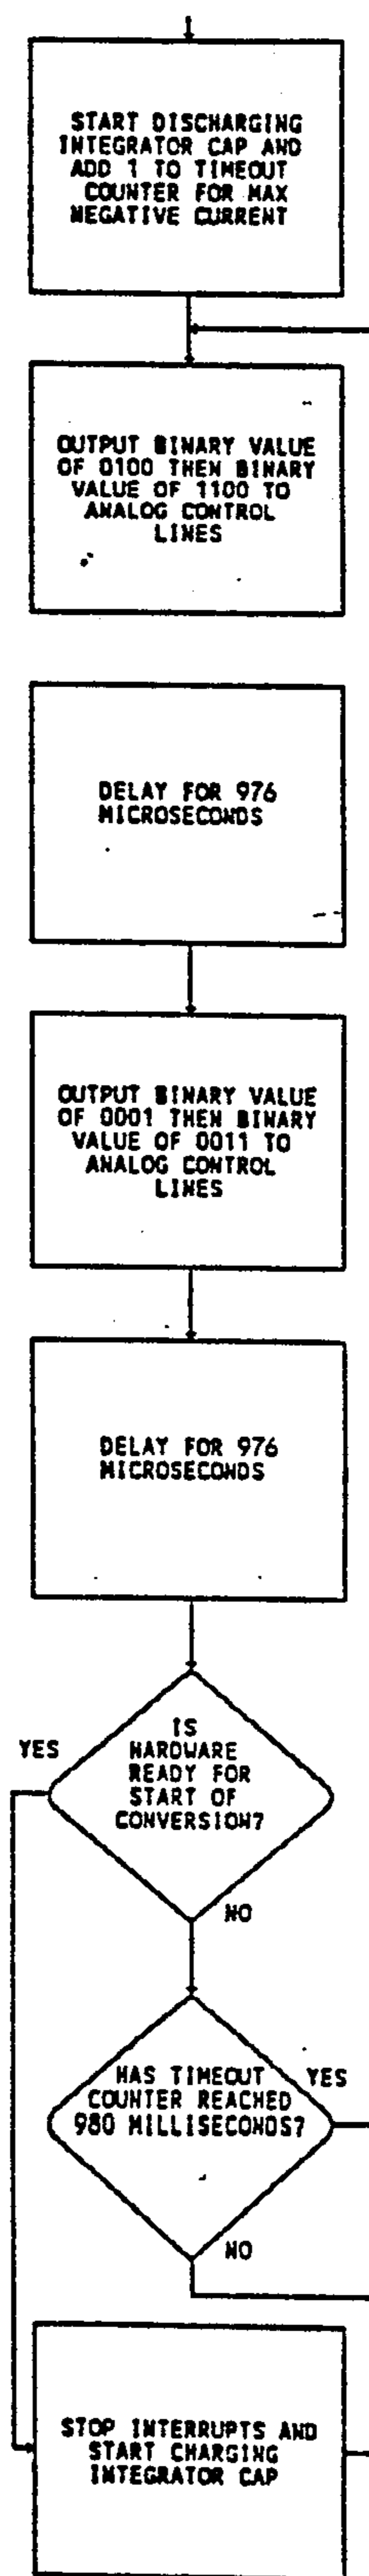 START DISCHARGING
INTEGRATOR CAP AND
ADD 1 TO TIMEOUT
COUNTER FOR MAX
NEGATIVE CURRENT
OUTPUT BINARY VALUE
OF 0100 THEN BINARY
VALUE OF 1100 TO
ANALOG CONTROL
LINES
DELAY FOR 976
MICROSECONDS
OUTPUT BINARY VALUE
OF 0001 THEN BINARY
VALUE OF 0011 TO
ANALOG CONTROL
LINES
DELAY FOR 976
MICROSECONDS
YES
IS
HARDWARE
READY FOR
START OF
CONVERSION?
NO
HAS TIMEOUT
COUNTER REACHED
980 MILLISECONDS?
YES
NO
STOP INTERRUPTS AND
START CHARGING
INTEGRATOR CAP